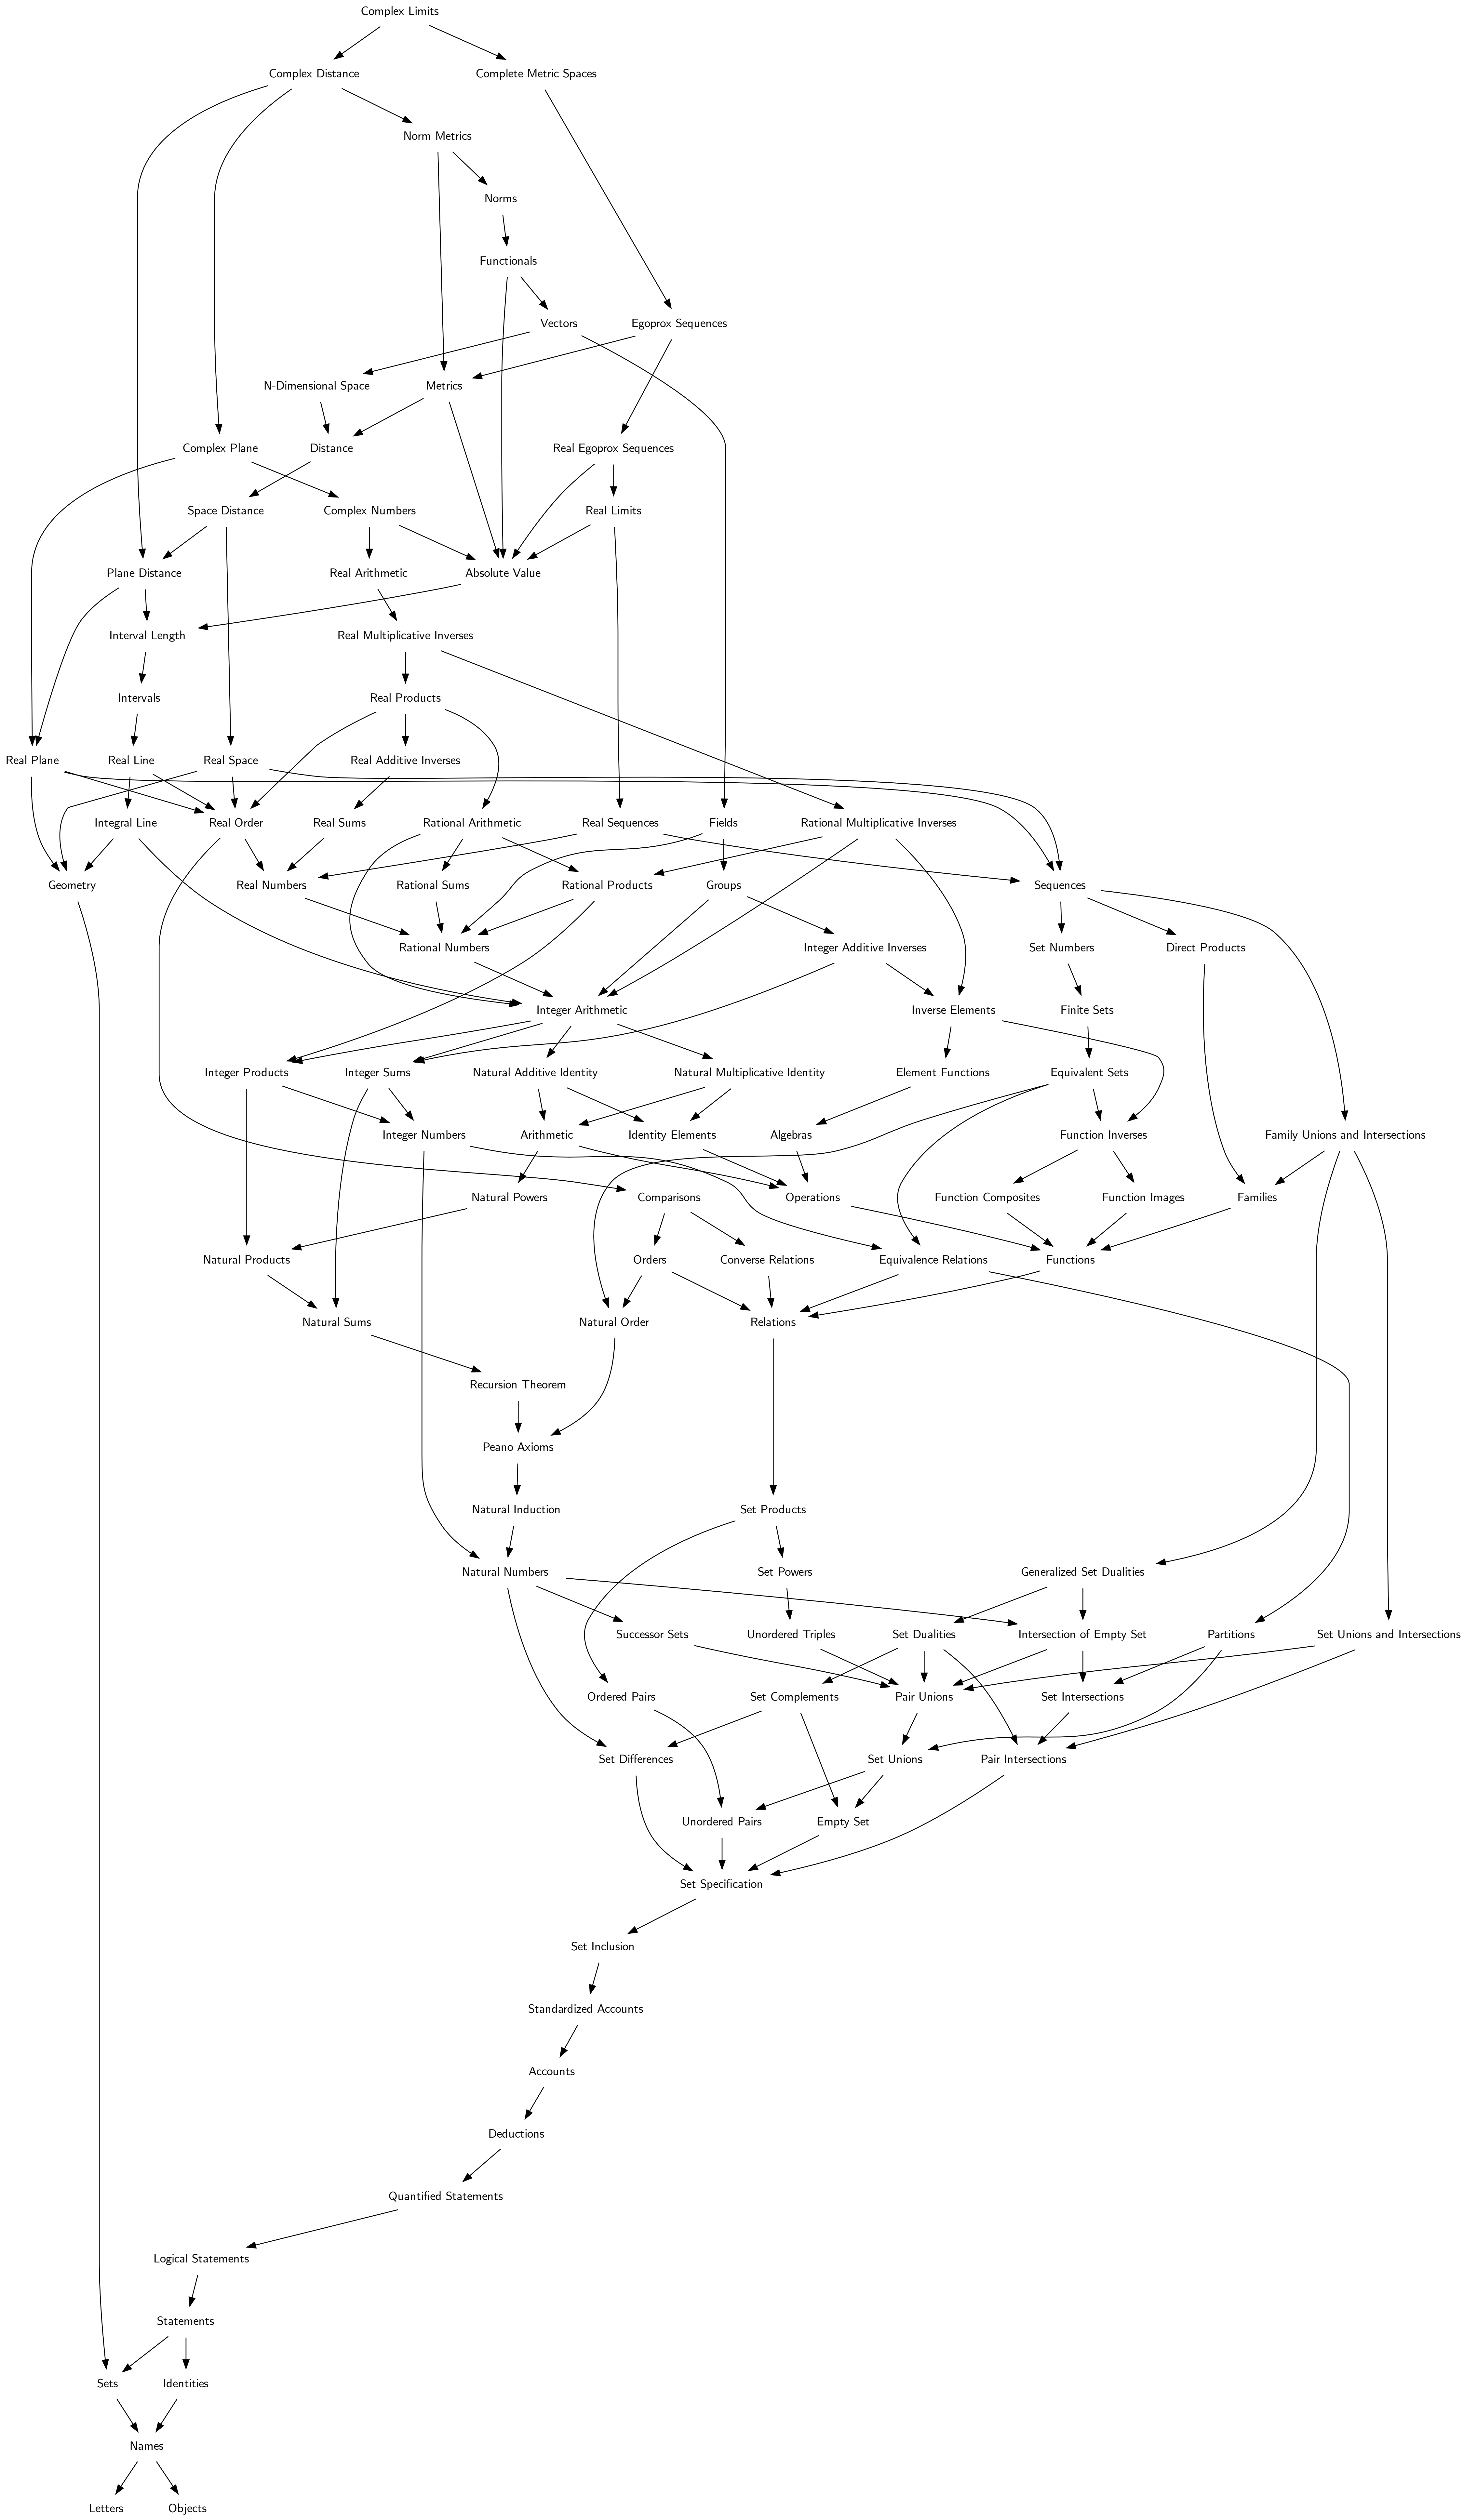 Complex Limits
Complex Distance
Complete Metric Spaces
Norm Metrics
Norms
Functionals
Vectors
Egoprox Sequences
N-Dimensional Space
Metrics
Complex Plane
Distance
Real Egoprox Sequences
Space Distance
Complex Numbers
Real Limits
Plane Distance
Real Arithmetic
Absolute Value
Interval Length
Real Multiplicative Inverses
Intervals
Real Products
Real Plane
Real Line
Real Space
Real Additive Inverses
Integral Line
Real Order
Real Sums
Rational Arithmetic
Real Sequences
Fields
Rational Multiplicative Inverses
Geometry
Real Numbers
Rational Sums
Rational Products
Groups
Sequences
Rational Numbers
Integer Additive Inverses
Set Numbers
Direct Products
Integer Arithmetic
Inverse Elements
Finite Sets
Integer Products
Integer Sums
Natural Additive Identity
Natural Multiplicative Identity
Element Functions
Equivalent Sets
Integer Numbers
Arithmetic
Identity Elements
Algebras
Function Inverses
Family Unions and Intersections
Natural Powers
Comparisons
Operations
Function Composites
Function Images
Families
Natural Products
Orders
Converse Relations
Equivalence Relations
Functions
Natural Sums
Natural Order
Relations
Recursion Theorem
Peano Axioms
Natural Induction
Set Products
Natural Numbers
Set Powers
Generalized Set Dualities
Successor Sets
Unordered Triples
Set Dualities
Intersection of Empty Set
Partitions
Set Unions and Intersections
Ordered Pairs
Set Complements
Pair Unions
Set Intersections
Set Differences
Set Unions
Pair Intersections
Unordered Pairs
Empty Set
Set Specification
Set Inclusion
Standardized Accounts
Accounts
Deductions
Quantified Statements
Logical Statements
Statements
Sets
Identities
Names
Letters
Objects